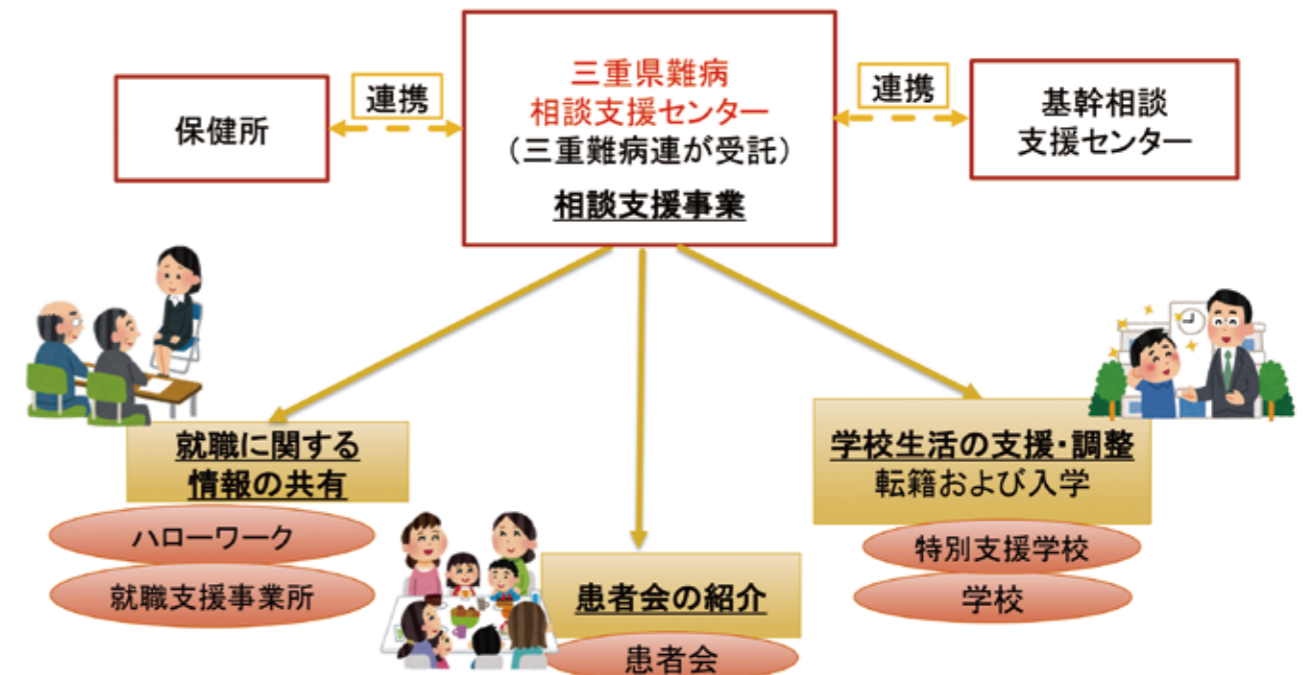 三重県難病
相談支援センター
（三重難病連が受託）
相談支援事業
保健所
連携
連携
基幹相談
支援センター
就職に関する
情報の共有
ハローワーク
就職支援事業所
患者会の紹介
患者会
学校生活の支援・調整
転籍および入学
特別支援学校
学校